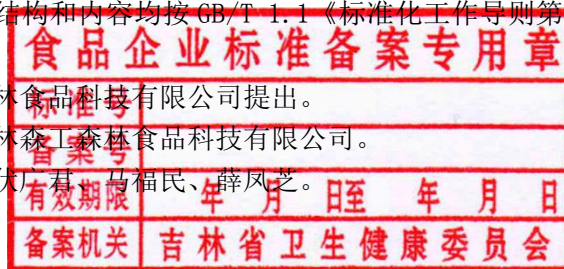 结构和内容均按GB/T 1.1《标准化工作导则第
食品企业标准备案专用章
林食品科技有限公司提出。
标准号
林森工森林食品科技有限公司。
备案号
伏广君、马福民、薛凤芝。
有效期限 年 月 日至 年 月 日
备案机关 吉林省卫生健康委员会